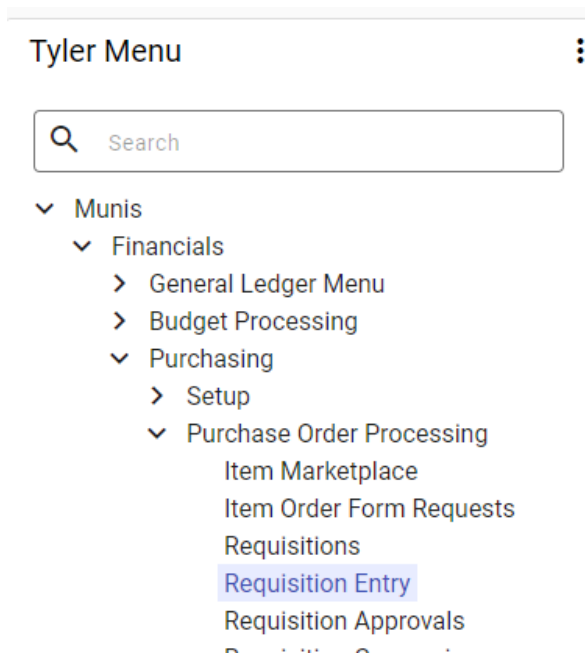 Tyler Menu
Search
Munis
Financials
General Ledger Menu
Budget Processing
Purchasing
Setup
Purchase Order Processing
Item Marketplace
Item Order Form Requests
Requisitions
Requisition Entry
Requisition Approvals